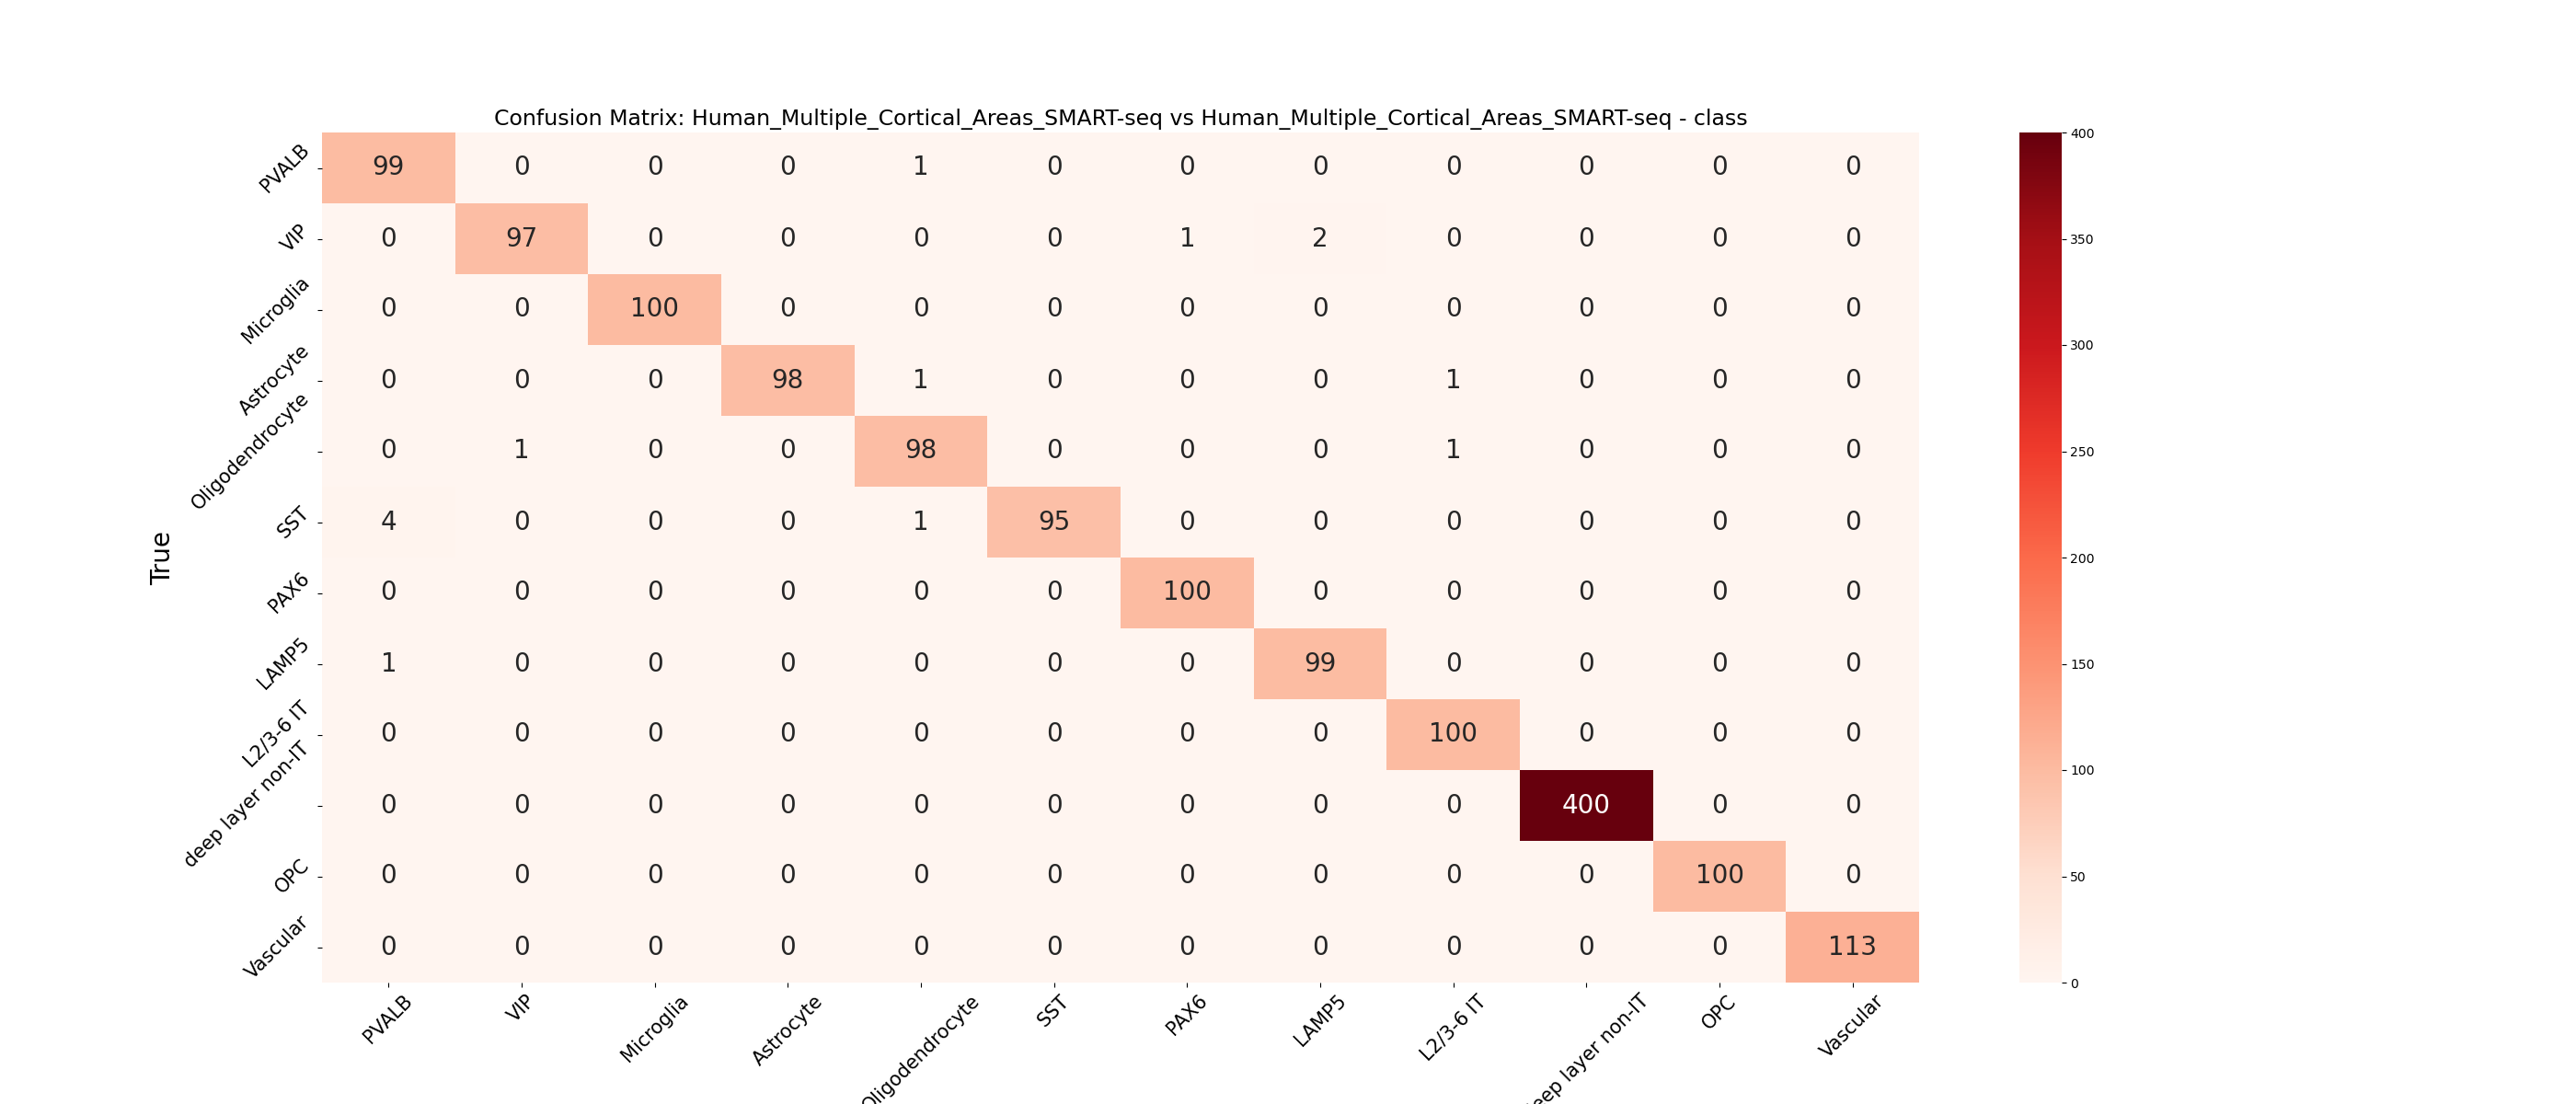 Confusion Matrix: Human_Multiple_Cortical_Areas_SMART-seq vs Human_Multiple_Cortical_Areas_SMART-seq - class
True
PVALB 99 0 0 0 1 0 0 0 0 0 0 0
VIP 0 97 0 0 0 0 1 2 0 0 0 0
Microglia 0 0 100 0 0 0 0 0 0 0 0 0
Astrocyte 0 0 0 98 1 0 0 0 1 0 0 0
Oligodendrocyte 0 1 0 0 98 0 0 0 1 0 0 0
SST 4 0 0 0 1 95 0 0 0 0 0 0
PAX6 0 0 0 0 0 0 100 0 0 0 0 0
LAMP5 1 0 0 0 0 0 0 99 0 0 0 0
L2/3-6 IT 0 0 0 0 0 0 0 0 100 0 0 0
deep layer non-IT 0 0 0 0 0 0 0 0 0 400 0 0
OPC 0 0 0 0 0 0 0 0 0 0 100 0
Vascular 0 0 0 0 0 0 0 0 0 0 0 113
PVALB VIP Microglia Astrocyte Oligodendrocyte SST PAX6 LAMP5 L2/3-6 IT eep layer non-IT OPC Vascular
400
350
300
250
200
150
100
50
0